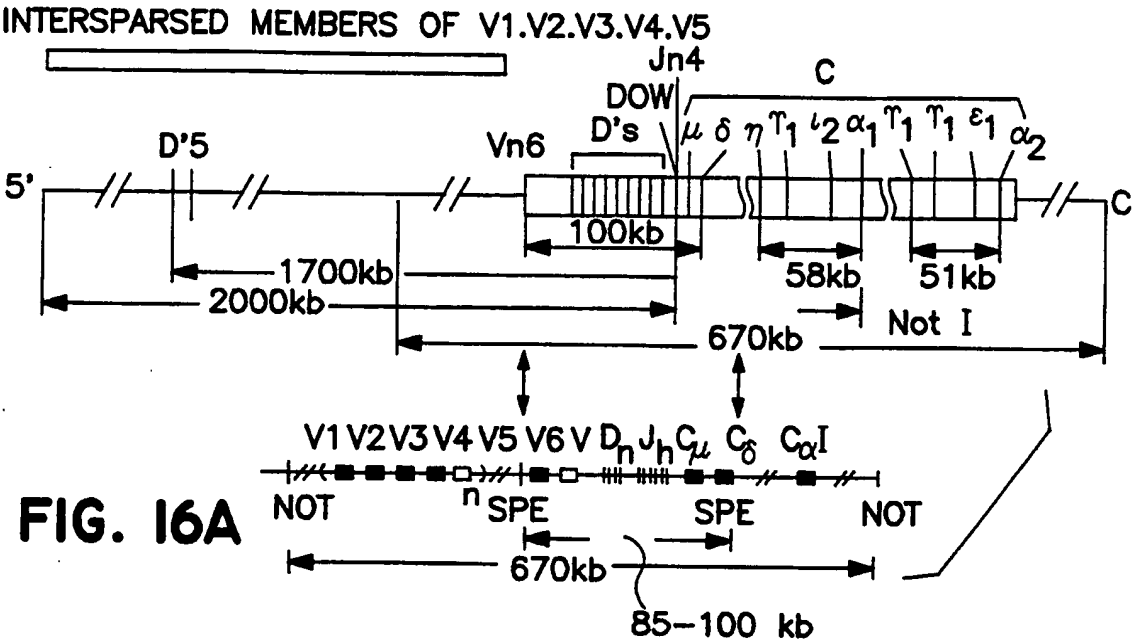 INTERSPARSED MEMBERS OF V1.V2.V3.V4.V5
Jn4
C
DOW
D'5 Vn6 D's μ δ η ϒ1 ι2 α1 ϒ1 ϒ1 ε1 α2
5' C
100kb
1700kb 58kb 51kb
2000kb
Not I
670kb
V1 V2 V3 V4 V5 V6 V Dn Jh Cμ Cδ CαI
n
NOT SPE SPE NOT
FIG. 16A
670kb
85-100 kb